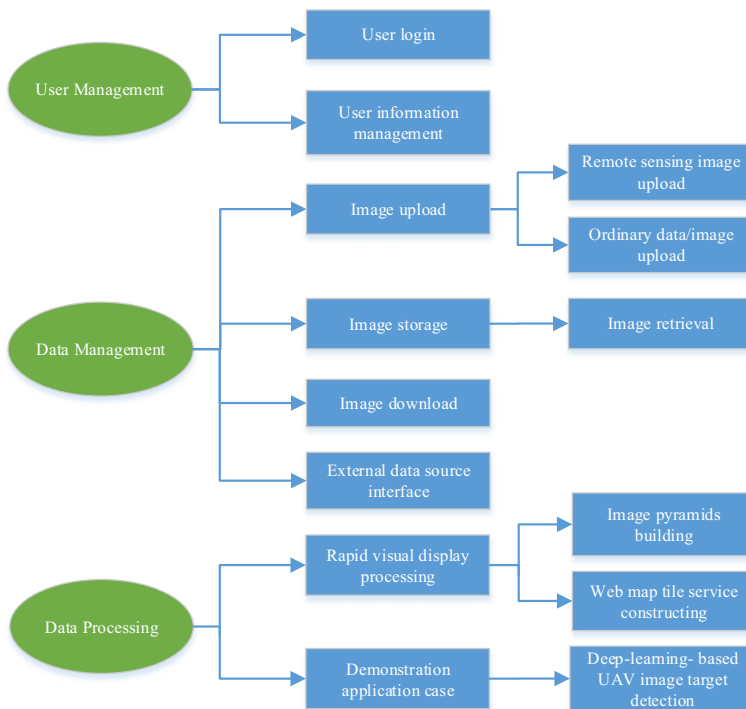 User Management
User login
User information
management
Data Management
Image upload
Remote sensing image
upload
Ordinary data/image
upload
Image storage
Image retrieval
Image download
External data source
interface
Data Processing
Rapid visual display
processing
Image pyramids
building
Web map tile service
constructing
Demonstration
application case
Deep-learning- based
UAV image target
detection